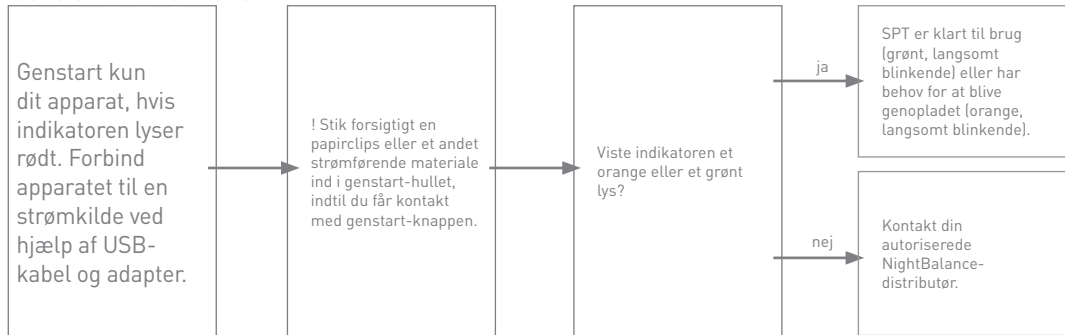 Genstart kun
dit apparat, hvis
indikatoren lyser
rødt. Forbind
apparatet til en
strømkilde ved
hjælp af USB-
kabel og adapter.
! Stik forsigtigt en
papirclips eller et andet
strømførende materiale
ind i genstart-hullet,
indtil du får kontakt
med genstart-knappen.
Viste indikatoren et
orange eller et grønt
lys?
ja
SPT er klart til brug
(grønt, langsomt
blinkende) eller har
behov for at blive
genopladet (orange,
langsomt blinkende).
nej
Kontakt din
autoriserede
NightBalance-
distributør.